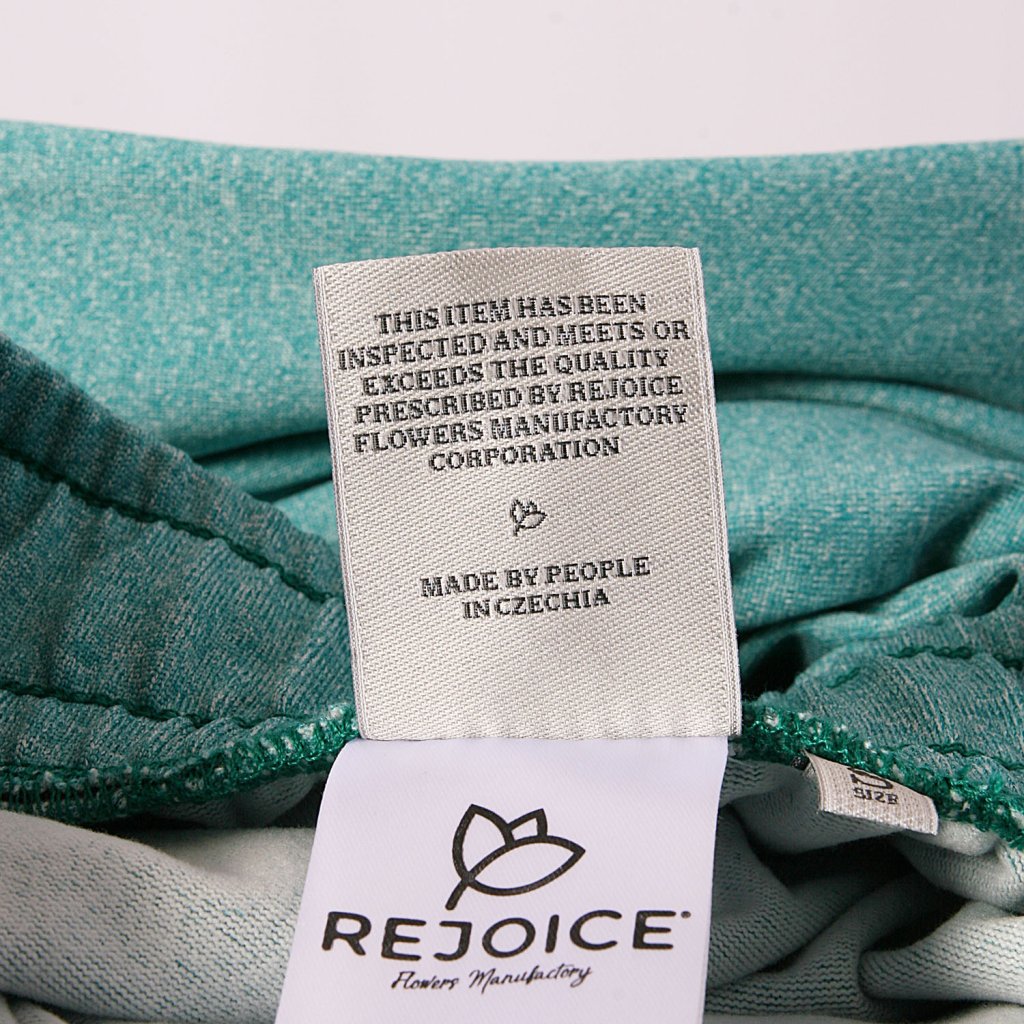 THIS ITEM HAS BEEN
INSPECTED AND MEETS OR
EXCEEDS THE QUALITY
PRESCRIBED BY REJOICE
FLOWERS MANUFACTORY
CORPORATION
MADE BY PEOPLE
IN CZECHIA
SIZE
REJOICE
Flowers Manufactory